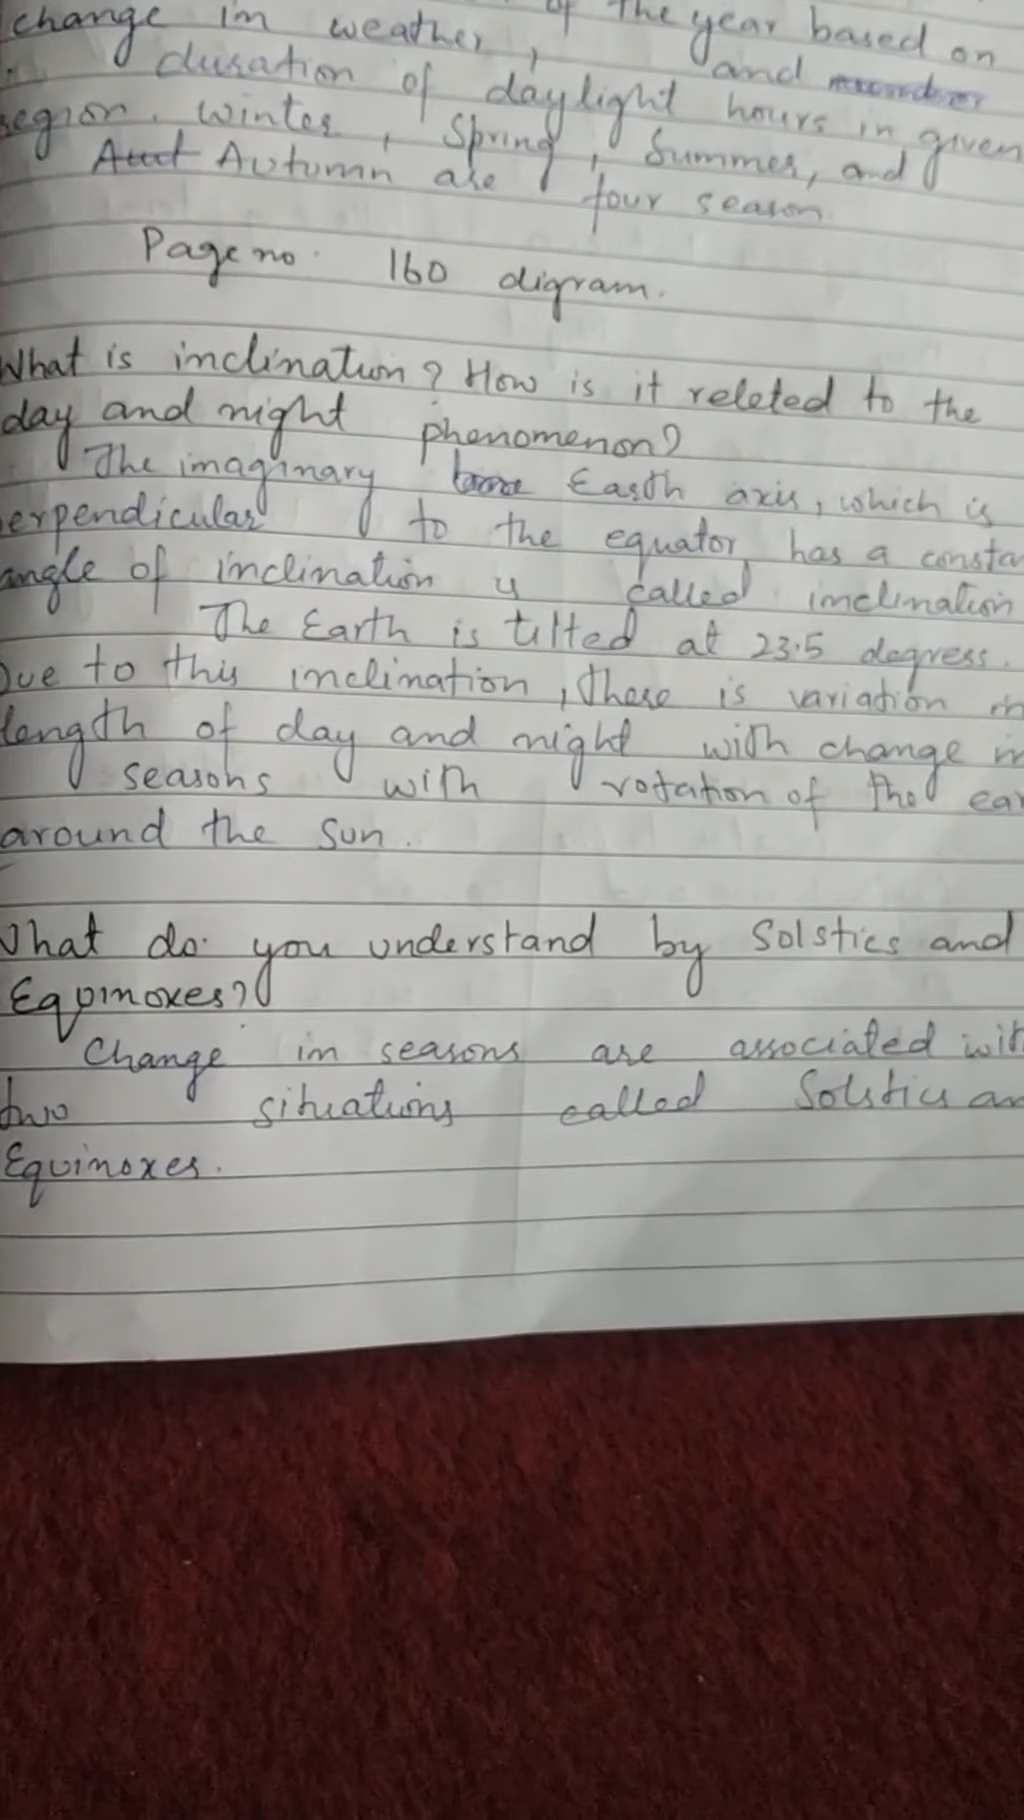 of the year based on
change in weather, and
duration of daylight hours in given
region. Winter, Spring, Summer, and
Aut Autumn are four season.
Page no. 160 digram.
What is inclination? How is it releted to the
day and night phenomenon?
The imaginary Earth axis, which is
erpendicular to the equator, has a consta
angle of inclination is called inclination
The Earth is tilted at 23.5 degress.
Due to this inclination, there is variation in
length of day and night with change in
seasons with rotation of the ear
around the sun.
What do you understand by Solstics and
Equinoxes?
Change in seasons are associated with
two situations called Solstics an
Equinoxes.